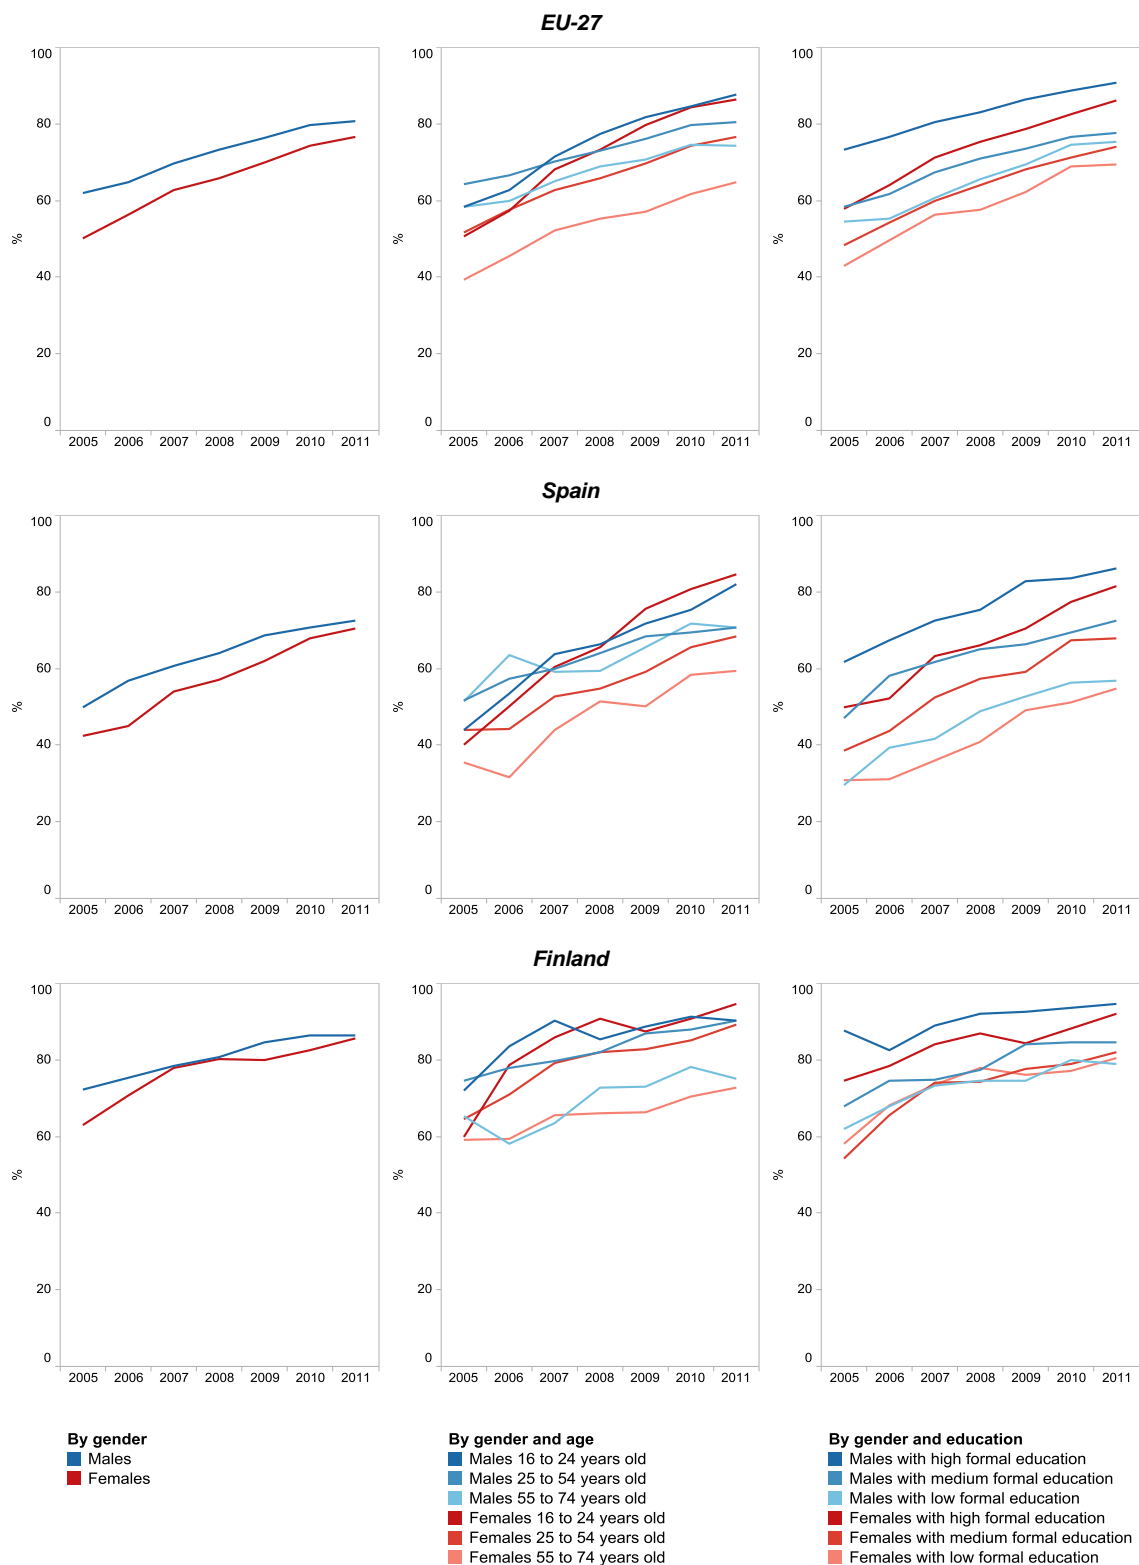 EU-27
100 100 100
80 80 80
60 60 60
% % %
40 40 40
20 20 20
0 0 0
2005 2006 2007 2008 2009 2010 2011 2005 2006 2007 2008 2009 2010 2011 2005 2006 2007 2008 2009 2010 2011
Spain
100 100 100
80 80 80
60 60 60
% % %
40 40 40
20 20 20
0 0 0
2005 2006 2007 2008 2009 2010 2011 2005 2006 2007 2008 2009 2010 2011 2005 2006 2007 2008 2009 2010 2011
Finland
100 100 100
80 80 80
60 60 60
% % %
40 40 40
20 20 20
0 0 0
2005 2006 2007 2008 2009 2010 2011 2005 2006 2007 2008 2009 2010 2011 2005 2006 2007 2008 2009 2010 2011
By gender
Males
Females
By gender and age
Males 16 to 24 years old
Males 25 to 54 years old
Males 55 to 74 years old
Females 16 to 24 years old
Females 25 to 54 years old
Females 55 to 74 years old
By gender and education
Males with high formal education
Males with medium formal education
Males with low formal education
Females with high formal education
Females with medium formal education
Females with low formal education